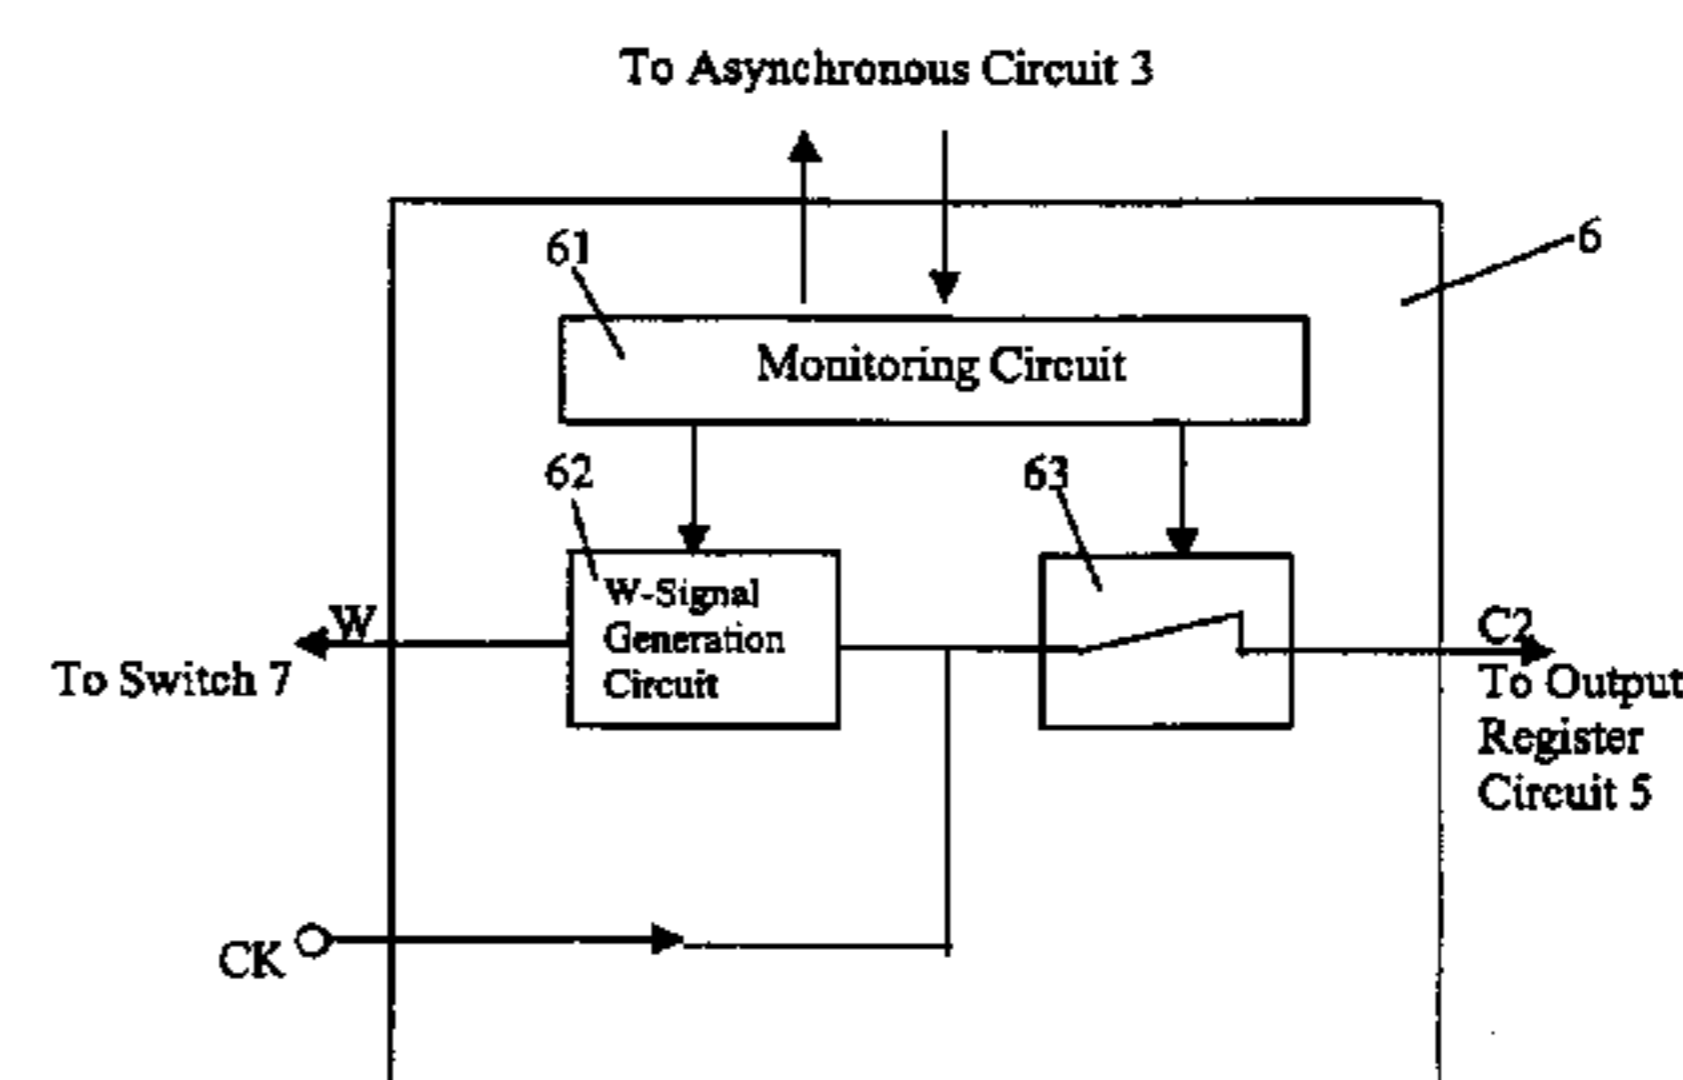 To Asynchronous Circuit 3
6
61
Monitoring Circuit
62
63
W-Signal
Generation
Circuit
W
To Switch 7
C2
To Output
Register
Circuit 5
CK